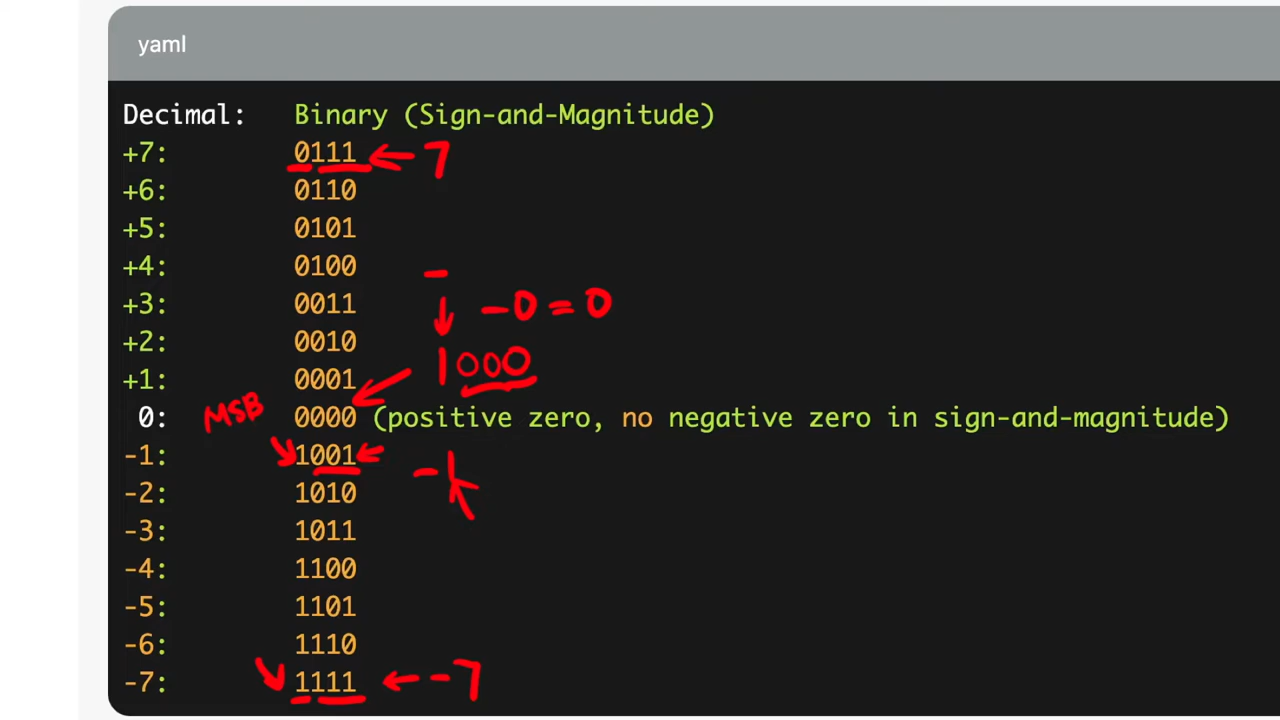 yaml
Decimal: Binary (Sign-and-Magnitude)
+7: 0111 ← 7
+6: 0110
+5: 0101
+4: 0100 -
+3: 0011 ↓ -0 = 0
+2: 0010 1000
+1: 0001
MSB
0: 0000 (positive zero, no negative zero in sign-and-magnitude)
-1: 1001 -1
-2: 1010
-3: 1011
-4: 1100
-5: 1101
-6: 1110
-7: 1111 ← -7